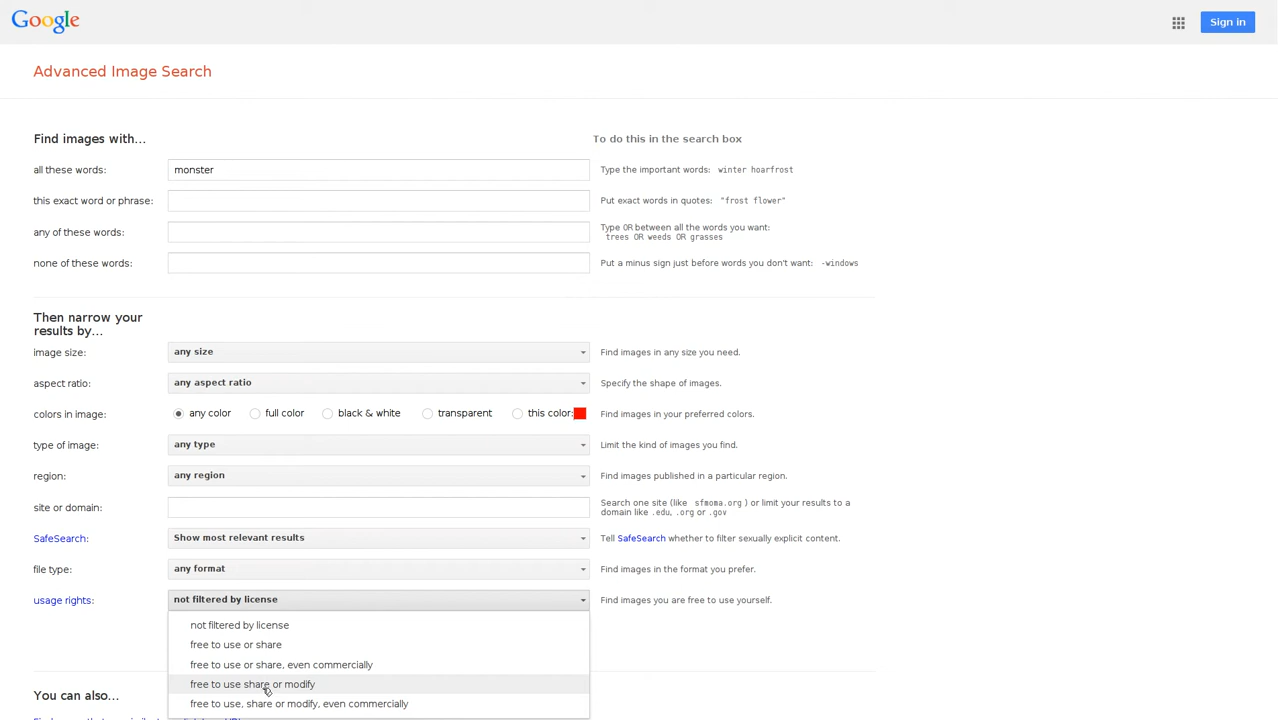 Google
Sign in
Advanced Image Search
Find images with...
To do this in the search box
all these words:
monster
Type the important words: winter hoarfrost
this exact word or phrase:
Put exact words in quotes: "frost flower"
any of these words:
Type OR between all the words you want:
trees OR weeds OR grasses
none of these words:
Put a minus sign just before words you don't want: -windows
Then narrow your
results by...
image size:
any size
Find images in any size you need.
aspect ratio:
any aspect ratio
Specify the shape of images.
colors in image:
any color
full color
black & white
transparent
this color:
Find images in your preferred colors.
type of image:
any type
Limit the kind of images you find.
region:
any region
Find images published in a particular region.
site or domain:
Search one site (like sfmoma.org ) or limit your results to a
domain like .edu, .org or .gov
SafeSearch:
Show most relevant results
Tell SafeSearch whether to filter sexually explicit content.
file type:
any format
Find images in the format you prefer.
usage rights:
not filtered by license
Find images you are free to use yourself.
not filtered by license
free to use or share
free to use or share, even commercially
free to use share or modify
free to use, share or modify, even commercially
You can also...